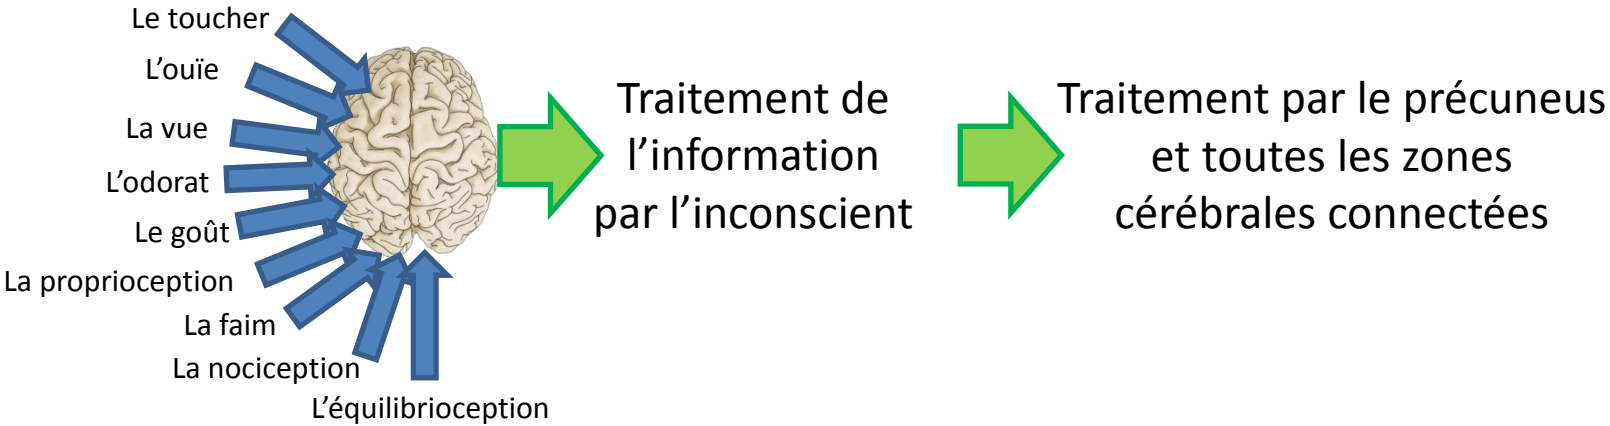 Le toucher
L'ouïe
La vue
L'odorat
Le goût
La proprioception
La faim
La nociception
L'équilibrioception
Traitement de
l'information
par l'inconscient
Traitement par le précuneus
et toutes les zones
cérébrales connectées